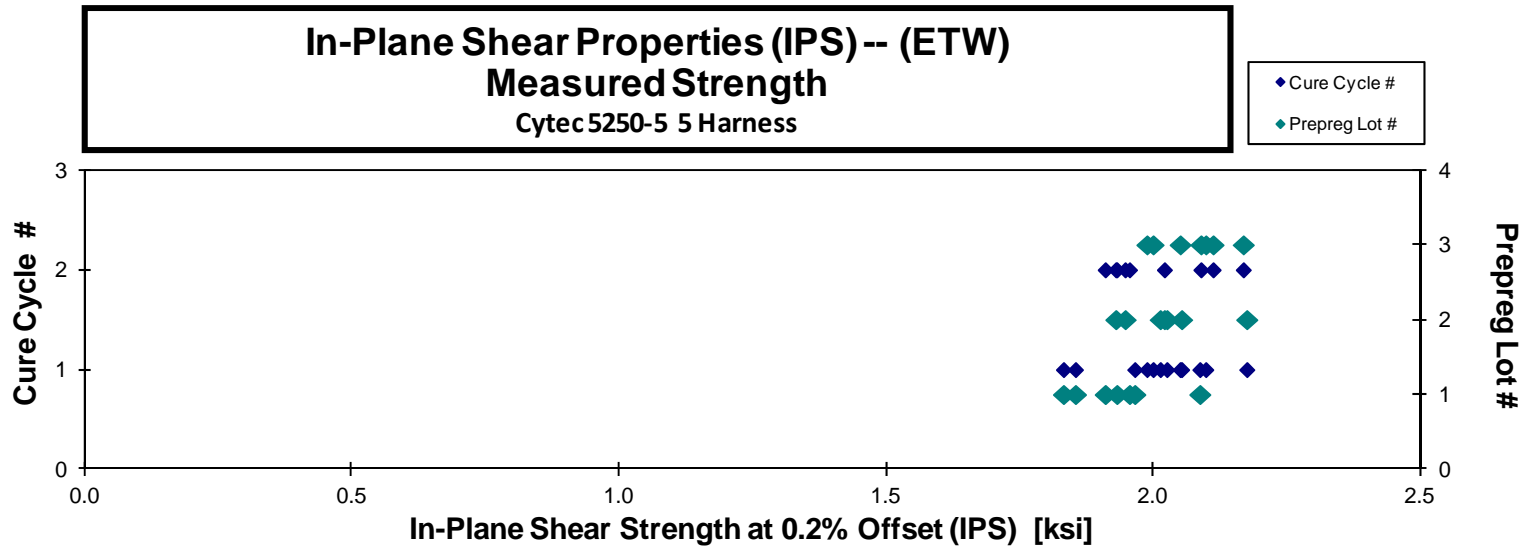 In-Plane Shear Properties (IPS) -- (ETW)
Measured Strength
Cytec 5250-5 5 Harness
Cure Cycle #
Prepreg Lot #
3
2
1
0
Cure Cycle #
4
3
2
1
0
Prepreg Lot #
0.0 0.5 1.0 1.5 2.0 2.5
In-Plane Shear Strength at 0.2% Offset (IPS) [ksi]